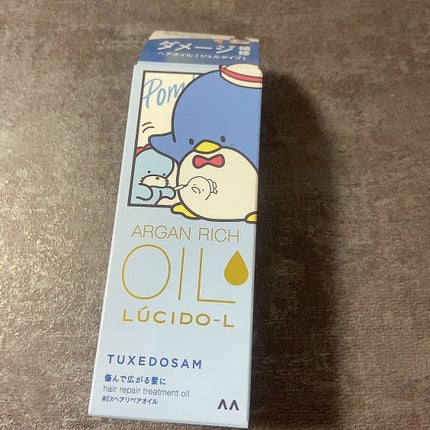 ダメージ補修
ヘアオイル［ジェルタイプ］
Pom
ARGAN RICH
OIL
LÚCIDO-L
TUXEDOSAM
傷んで広がる髪に
hair repair treatment oil
#EXヘアリペアオイル